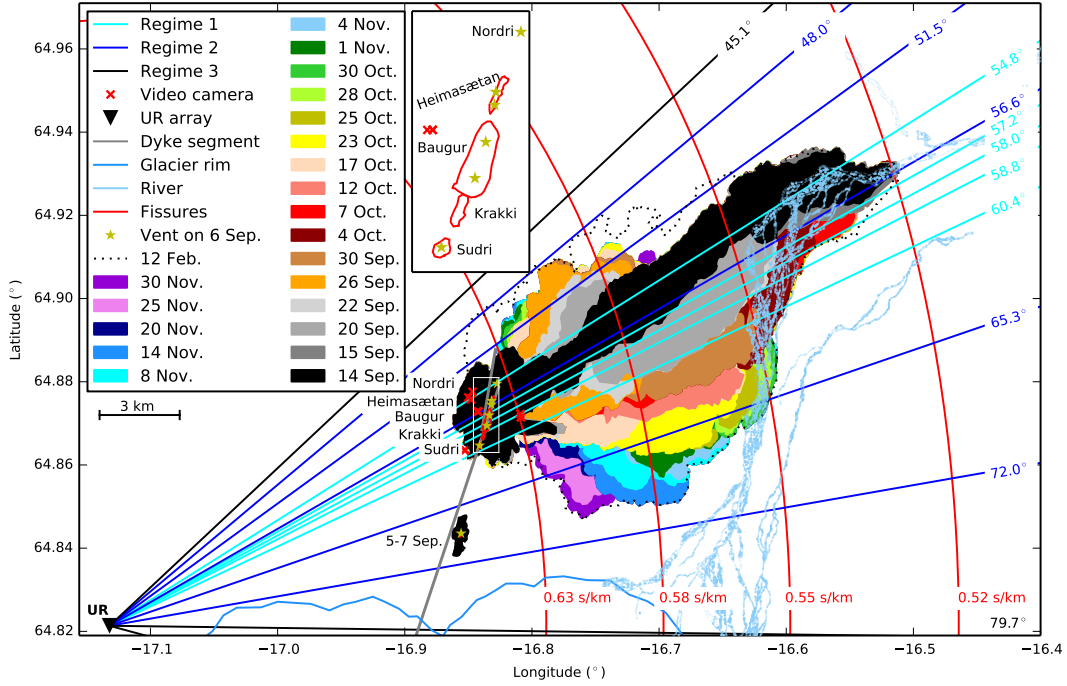 Regime 1
Regime 2
Regime 3
Video camera
UR array
Dyke segment
Glacier rim
River
Fissures
Vent on 6 Sep.
12 Feb.
30 Nov.
25 Nov.
20 Nov.
14 Nov.
8 Nov.
4 Nov.
1 Nov.
30 Oct.
28 Oct.
25 Oct.
23 Oct.
17 Oct.
12 Oct.
7 Oct.
4 Oct.
30 Sep.
26 Sep.
22 Sep.
20 Sep.
15 Sep.
14 Sep.
Nordri
Heimasætan
Baugur
Krakki
Sudri
45.1°
48.0°
51.5°
54.8°
56.6°
57.2°
58.0°
58.8°
60.4°
65.3°
72.0°
79.7°
3 km
Nordri
Heimasætan
Baugur
Krakki
Sudri
5-7 Sep.
UR
0.63 s/km
0.58 s/km
0.55 s/km
0.52 s/km
64.96
64.94
64.92
64.90
64.88
64.86
64.84
64.82
Latitude (°)
−17.1
−17.0
−16.9
−16.8
−16.7
−16.6
−16.5
−16.4
Longitude (°)